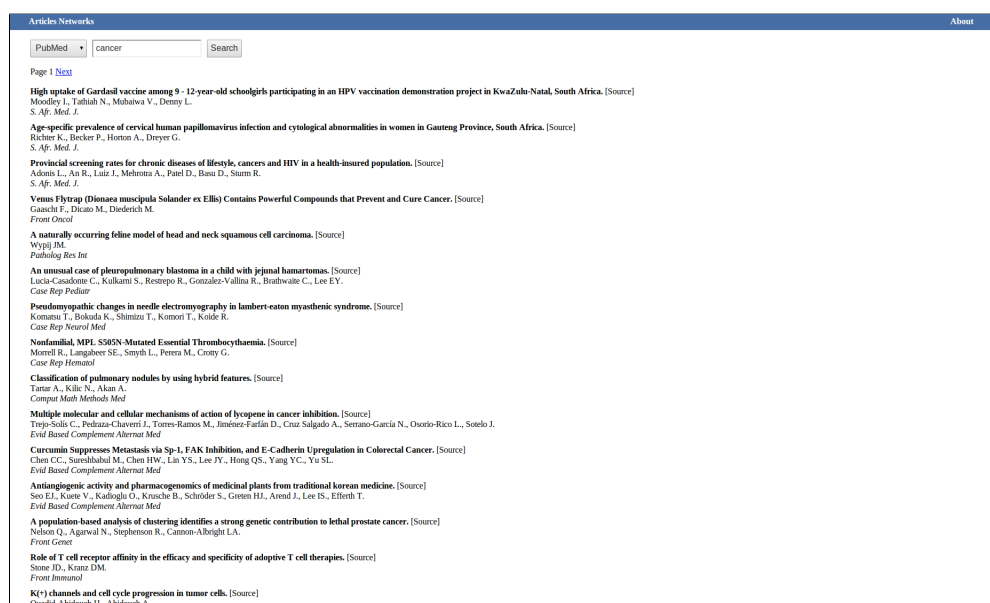 Articles Networks About
PubMed cancer Search
Page 1 Next
High uptake of Gardasil vaccine among 9 - 12-year-old schoolgirls participating in an HPV vaccination demonstration project in KwaZulu-Natal, South Africa. [Source]
Moodley I., Tathiah N., Mubaiwa V., Denny L.
S. Afr. Med. J.
Age-specific prevalence of cervical human papillomavirus infection and cytological abnormalities in women in Gauteng Province, South Africa. [Source]
Richter K., Becker P., Horton A., Dreyer G.
S. Afr. Med. J.
Provincial screening rates for chronic diseases of lifestyle, cancers and HIV in a health-insured population. [Source]
Adonis L., An R., Luiz J., Mehrotra A., Patel D., Basu D., Sturm R.
S. Afr. Med. J.
Venus Flytrap (Dionaea muscipula Solander ex Ellis) Contains Powerful Compounds that Prevent and Cure Cancer. [Source]
Gaascht F., Dicato M., Diederich M.
Front Oncol
A naturally occurring feline model of head and neck squamous cell carcinoma. [Source]
Wypij JM.
Patholog Res Int
An unusual case of pleuropulmonary blastoma in a child with jejunal hamartomas. [Source]
Lucia-Casadonte C., Kulkarni S., Restrepo R., Gonzalez-Vallina R., Brathwaite C., Lee EY.
Case Rep Pediatr
Pseudomyopathic changes in needle electromyography in lambert-eaton myasthenic syndrome. [Source]
Komatsu T., Bokuda K., Shimizu T., Komori T., Koide R.
Case Rep Neurol Med
Nonfamilial, MPL S505N-Mutated Essential Thrombocythaemia. [Source]
Morrell R., Langabeer SE., Smyth L., Perera M., Crotty G.
Case Rep Hematol
Classification of pulmonary nodules by using hybrid features. [Source]
Tartar A., Kilic N., Akan A.
Comput Math Methods Med
Multiple molecular and cellular mechanisms of action of lycopene in cancer inhibition. [Source]
Trejo-Solís C., Pedraza-Chaverrí J., Torres-Ramos M., Jiménez-Farfán D., Cruz Salgado A., Serrano-García N., Osorio-Rico L., Sotelo J.
Evid Based Complement Alternat Med
Curcumin Suppresses Metastasis via Sp-1, FAK Inhibition, and E-Cadherin Upregulation in Colorectal Cancer. [Source]
Chen CC., Sureshbabul M., Chen HW., Lin YS., Lee JY., Hong QS., Yang YC., Yu SL.
Evid Based Complement Alternat Med
Antiangiogenic activity and pharmacogenomics of medicinal plants from traditional korean medicine. [Source]
Seo EJ., Kuete V., Kadioglu O., Krusche B., Schröder S., Greten HJ., Arend J., Lee IS., Efferth T.
Evid Based Complement Alternat Med
A population-based analysis of clustering identifies a strong genetic contribution to lethal prostate cancer. [Source]
Nelson Q., Agarwal N., Stephenson R., Cannon-Albright LA.
Front Genet
Role of T cell receptor affinity in the efficacy and specificity of adoptive T cell therapies. [Source]
Stone JD., Kranz DM.
Front Immunol
K(+) channels and cell cycle progression in tumor cells. [Source]